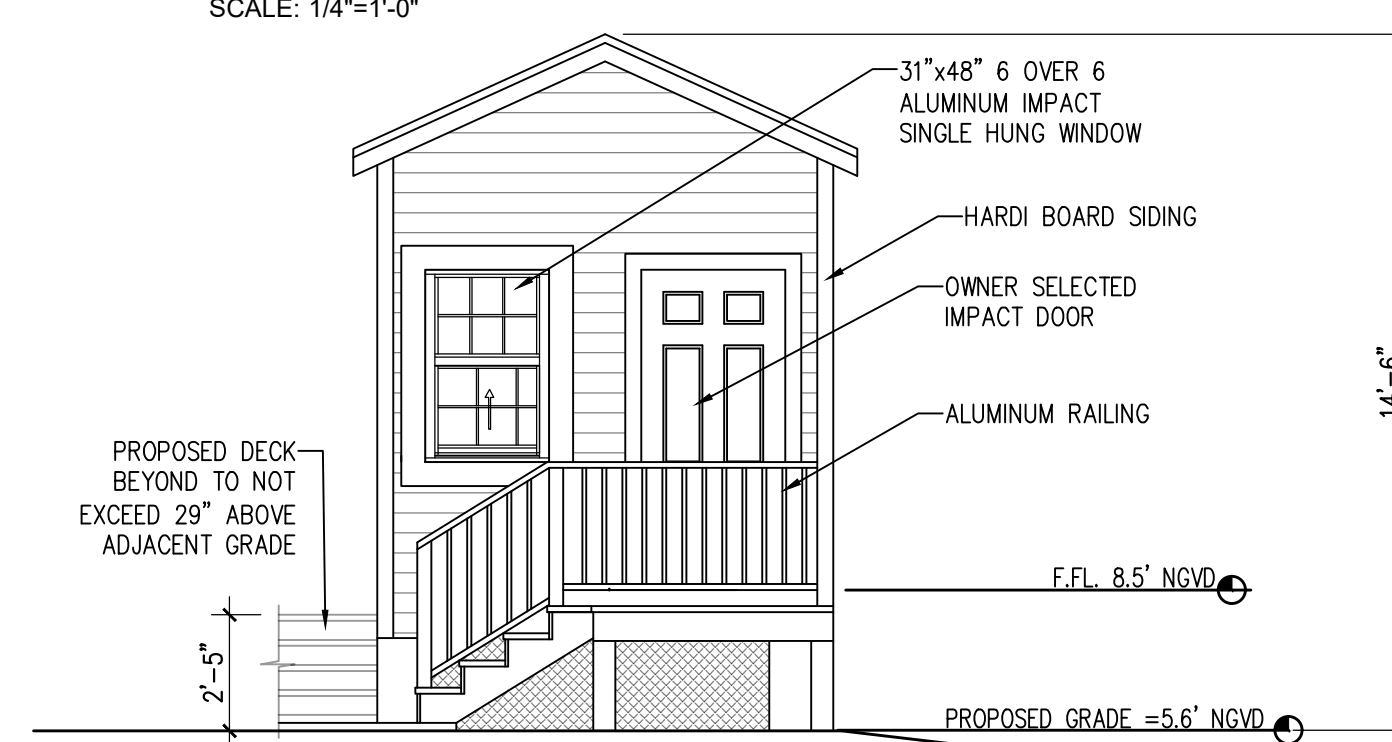 SCALE: 1/4"=1'-0"
31"x48" 6 OVER 6
ALUMINUM IMPACT
SINGLE HUNG WINDOW
HARDI BOARD SIDING
OWNER SELECTED
IMPACT DOOR
14'-6"
ALUMINUM RAILING
PROPOSED DECK
BEYOND TO NOT
EXCEED 29" ABOVE
ADJACENT GRADE
F.FL. 8.5' NGVD
2'-5"
PROPOSED GRADE =5.6' NGVD